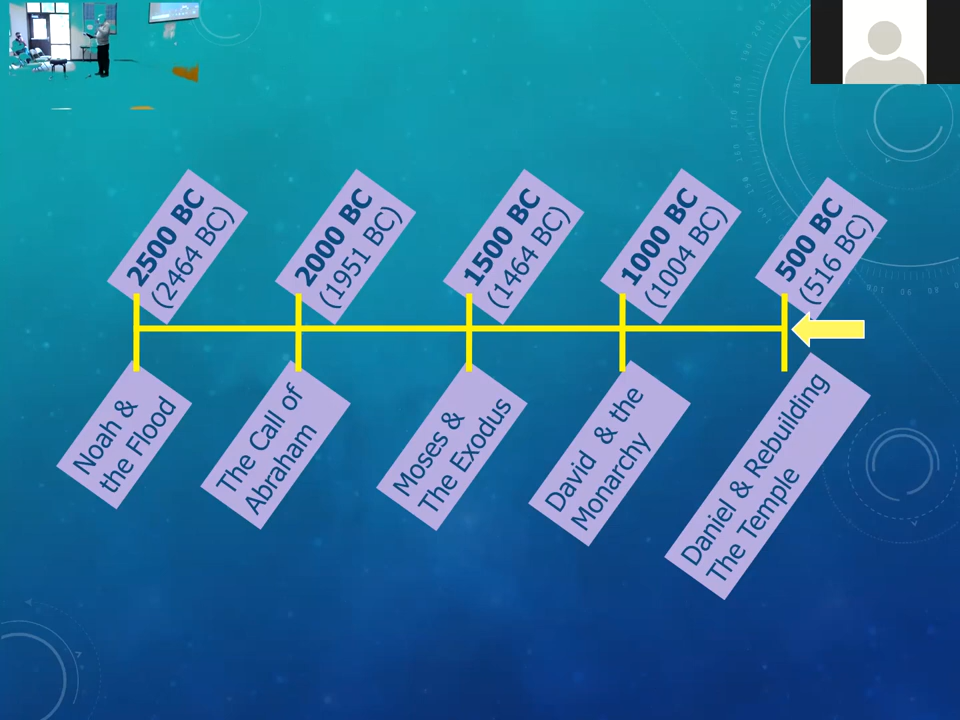 2500 BC
(2464 BC)
2000 BC
(1951 BC)
1500 BC
(1464 BC)
1000 BC
(1004 BC)
500 BC
(516 BC)
Noah &
the Flood
The Call of
Abraham
Moses &
The Exodus
David & the
Monarchy
Daniel & Rebuilding
The Temple